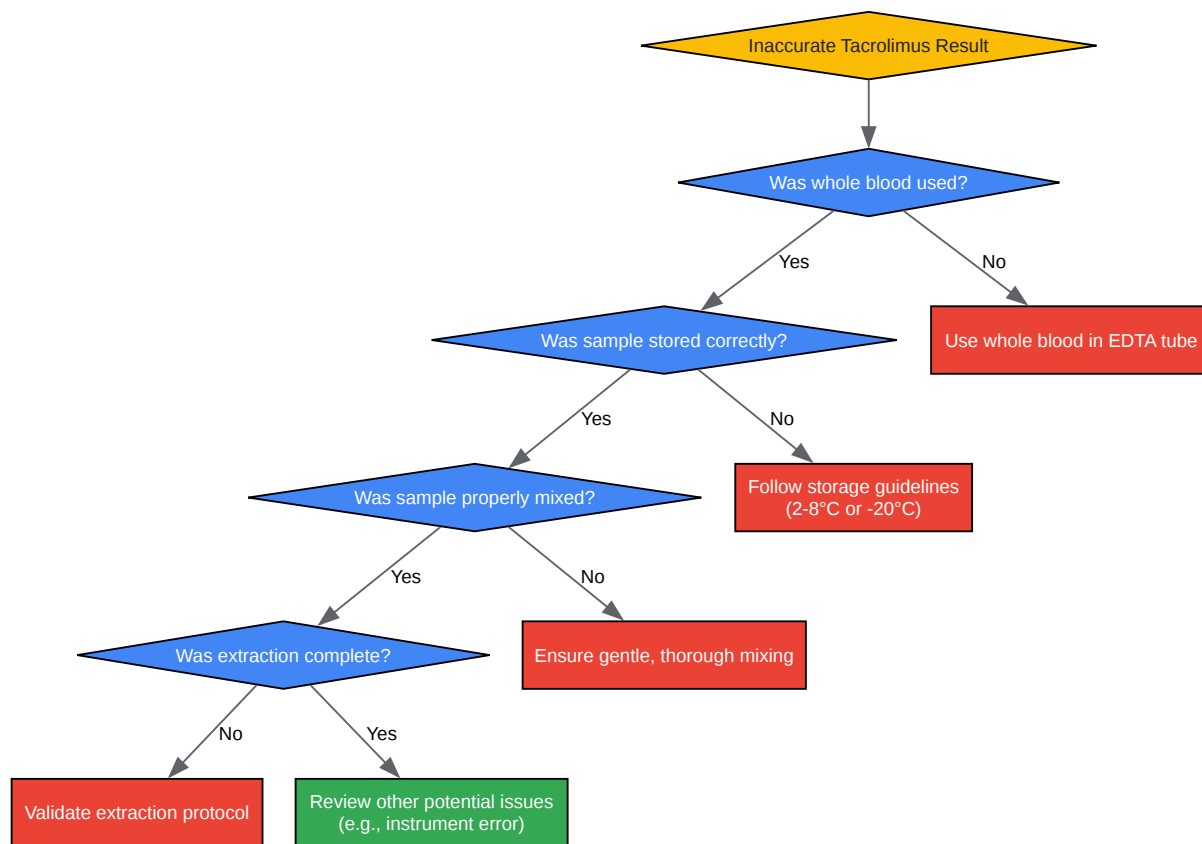 Inaccurate Tacrolimus Result
Was whole blood used?
Yes
No
Was sample stored correctly?
Use whole blood in EDTA tube
Yes
No
Was sample properly mixed?
Follow storage guidelines
(2-8°C or -20°C)
Yes
No
Was extraction complete?
Ensure gentle, thorough mixing
No
Yes
Validate extraction protocol
Review other potential issues
(e.g., instrument error)